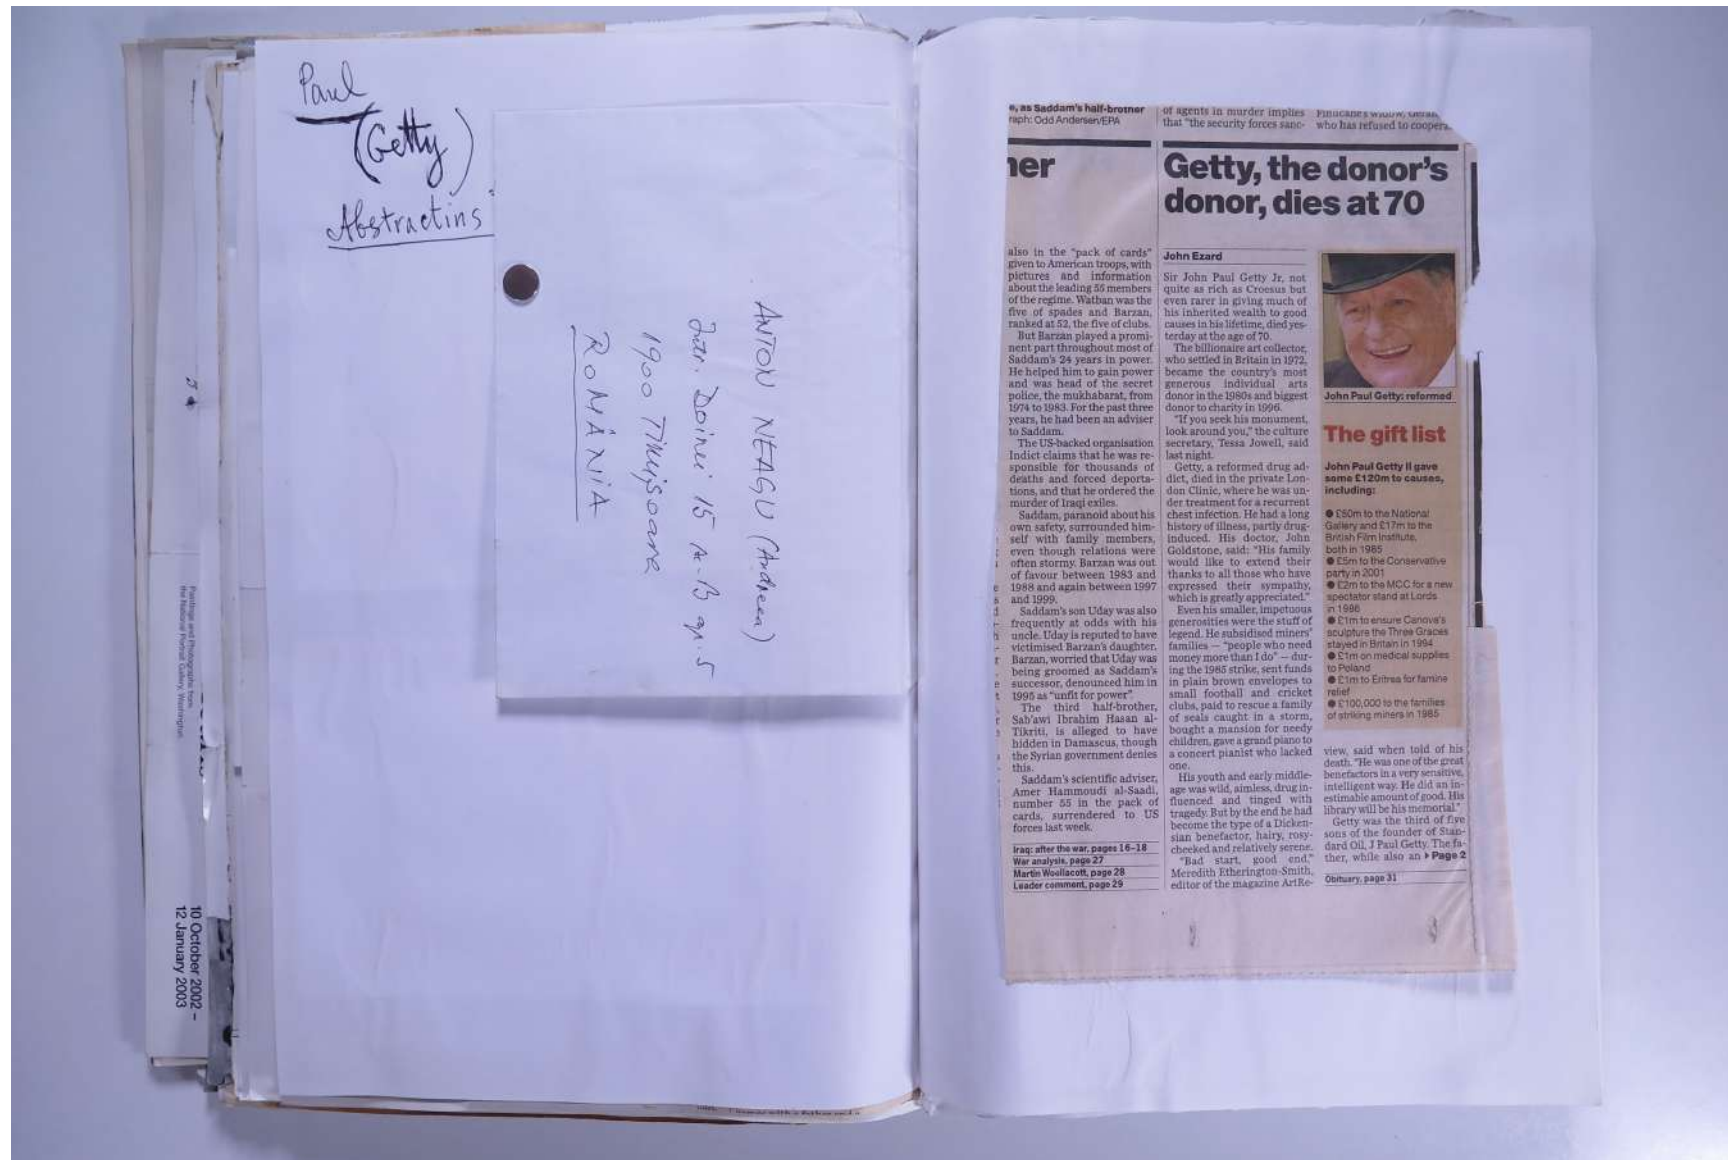 Paul
(Getty)
Abstractins
ANTON NEAGU (Andreea)
Intr. Doinei 15 Sc-B ap. 5
1900 Timişoara
ROMÂNIA
Paintings and Photographs from
the National Portrait Gallery, Washington.
10 October 2002 –
12 January 2003
e, as Saddam's half-brother
raph: Odd Andersen/EPA
ner
also in the "pack of cards"
given to American troops, with
pictures and information
about the leading 55 members
of the regime. Watban was the
five of spades and Barzan,
ranked at 52, the five of clubs.
But Barzan played a promi-
nent part throughout most of
Saddam's 24 years in power.
He helped him to gain power
and was head of the secret
police, the mukhabarat, from
1974 to 1983. For the past three
years, he had been an adviser
to Saddam.
The US-backed organisation
Indict claims that he was re-
sponsible for thousands of
deaths and forced deporta-
tions, and that he ordered the
murder of Iraqi exiles.
Saddam, paranoid about his
own safety, surrounded him-
self with family members,
even though relations were
often stormy. Barzan was out
of favour between 1983 and
1988 and again between 1997
and 1999.
Saddam's son Uday was also
frequently at odds with his
uncle. Uday is reputed to have
victimised Barzan's daughter.
Barzan, worried that Uday was
being groomed as Saddam's
successor, denounced him in
1995 as "unfit for power".
The third half-brother,
Sab'awi Ibrahim Hasan al-
Tikriti, is alleged to have
hidden in Damascus, though
the Syrian government denies
this.
Saddam's scientific adviser,
Amer Hammoudi al-Saadi,
number 55 in the pack of
cards, surrendered to US
forces last week.
Iraq: after the war, pages 16–18
War analysis, page 27
Martin Woollacott, page 28
Leader comment, page 29
of agents in murder implies
that "the security forces sanc-
Finucane's widow,
who has refused to coopera
Getty, the donor's
donor, dies at 70
John Ezard
Sir John Paul Getty Jr, not
quite as rich as Croesus but
even rarer in giving much of
his inherited wealth to good
causes in his lifetime, died yes-
terday at the age of 70.
The billionaire art collector,
who settled in Britain in 1972,
became the country's most
generous individual arts
donor in the 1980s and biggest
donor to charity in 1996.
"If you seek his monument,
look around you," the culture
secretary, Tessa Jowell, said
last night.
Getty, a reformed drug ad-
dict, died in the private Lon-
don Clinic, where he was un-
der treatment for a recurrent
chest infection. He had a long
history of illness, partly drug-
induced. His doctor, John
Goldstone, said: "His family
would like to extend their
thanks to all those who have
expressed their sympathy,
which is greatly appreciated."
Even his smaller, impetuous
generosities were the stuff of
legend. He subsidised miners'
families — "people who need
money more than I do" — dur-
ing the 1985 strike, sent funds
in plain brown envelopes to
small football and cricket
clubs, paid to rescue a family
of seals caught in a storm,
bought a mansion for needy
children, gave a grand piano to
a concert pianist who lacked
one.
His youth and early middle-
age was wild, aimless, drug in-
fluenced and tinged with
tragedy. But by the end he had
become the type of a Dicken-
sian benefactor, hairy, rosy-
cheeked and relatively serene.
"Bad start, good end,"
Meredith Etherington-Smith,
editor of the magazine ArtRe-
John Paul Getty: reformed
The gift list
John Paul Getty II gave
some £120m to causes,
including:
● £50m to the National
Gallery and £17m to the
British Film Institute,
both in 1985
● £5m to the Conservative
party in 2001
● £2m to the MCC for a new
spectator stand at Lords
in 1986
● £1m to ensure Canova's
sculpture the Three Graces
stayed in Britain in 1994
● £1m on medical supplies
to Poland
● £1m to Eritrea for famine
relief
● £100,000 to the families
of striking miners in 1985
view, said when told of his
death. "He was one of the great
benefactors in a very sensitive,
intelligent way. He did an in-
estimable amount of good. His
library will be his memorial."
Getty was the third of five
sons of the founder of Stan-
dard Oil, J Paul Getty. The fa-
ther, while also an ▶ Page 2
Obituary, page 31